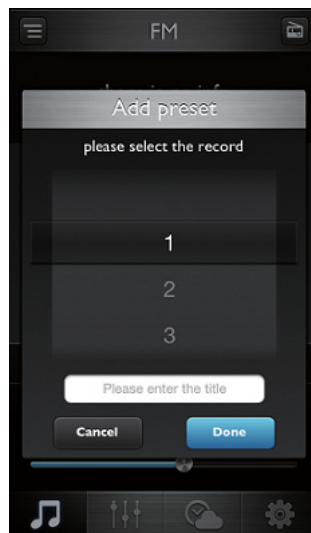 FM
Add preset
please select the record
1
2
3
Please enter the title
Cancel
Done